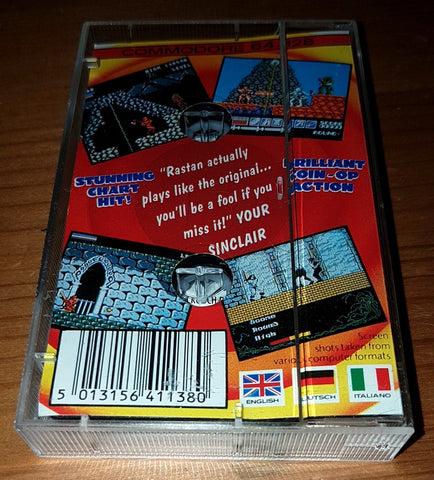 COMMODORE 64/128
STUNNING
CHART
HIT!
"Rastan actually
plays like the original...
you'll be a fool if you
miss it!" YOUR
SINCLAIR
BRILLIANT
COIN-OP
ACTION
ROUND
Screen
shots taken from
various computer formats
5 013156 411380
ENGLISH
DEUTSCH
ITALIANO